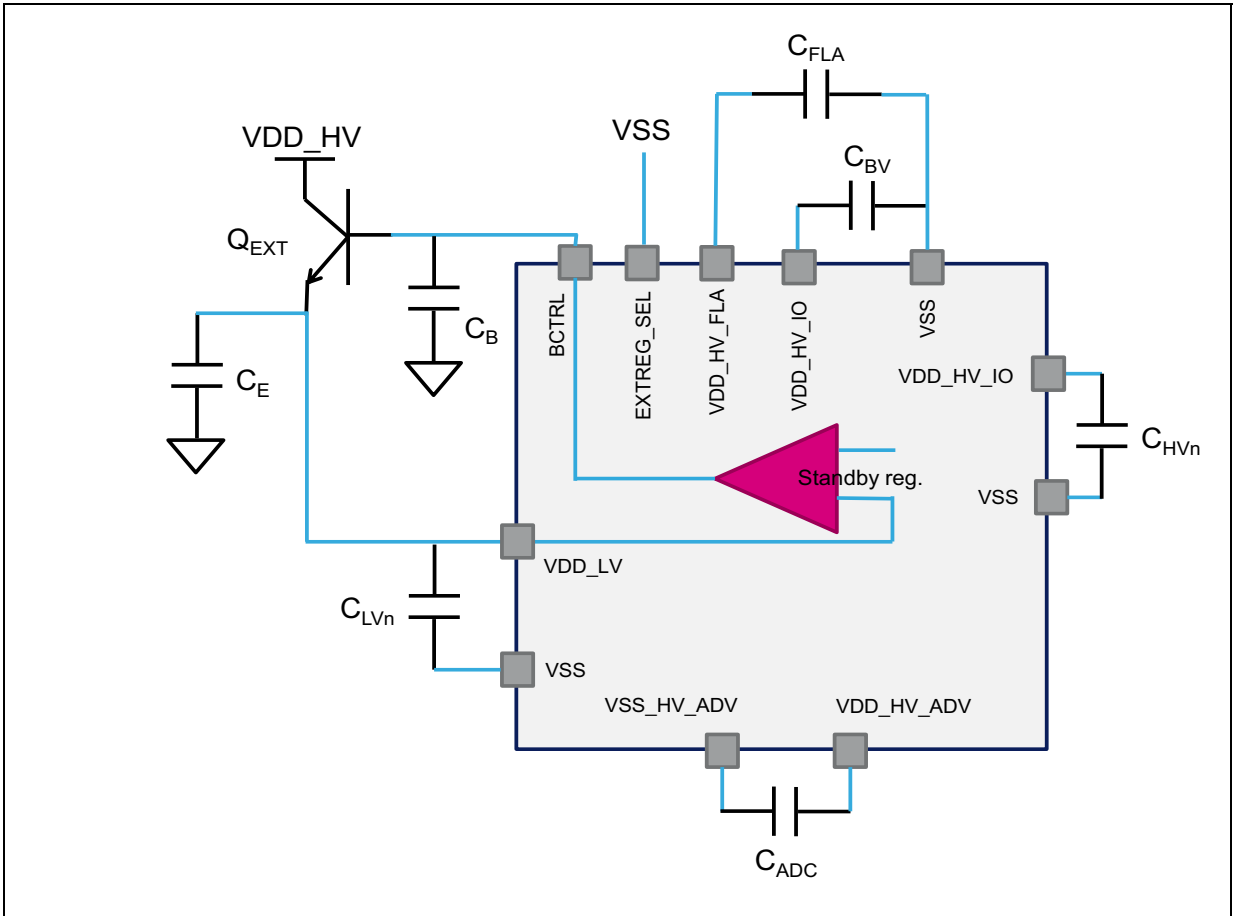 CFLA
VDD_HV
VSS
CBV
QEXT
CB
CE
BCTRL
EXTREG_SEL
VDD_HV_FLA
VDD_HV_IO
VSS
VDD_HV_IO
CHVn
VSS
Standby reg.
VDD_LV
CLVn
VSS
VSS_HV_ADV
VDD_HV_ADV
CADC